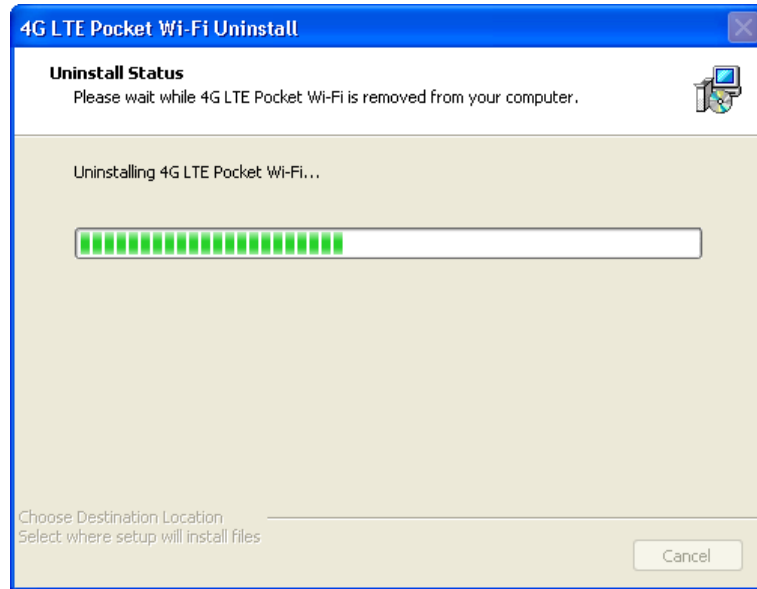 4G LTE Pocket Wi-Fi Uninstall
Uninstall Status
Please wait while 4G LTE Pocket Wi-Fi is removed from your computer.
Uninstalling 4G LTE Pocket Wi-Fi...
Choose Destination Location
Select where setup will install files
Cancel